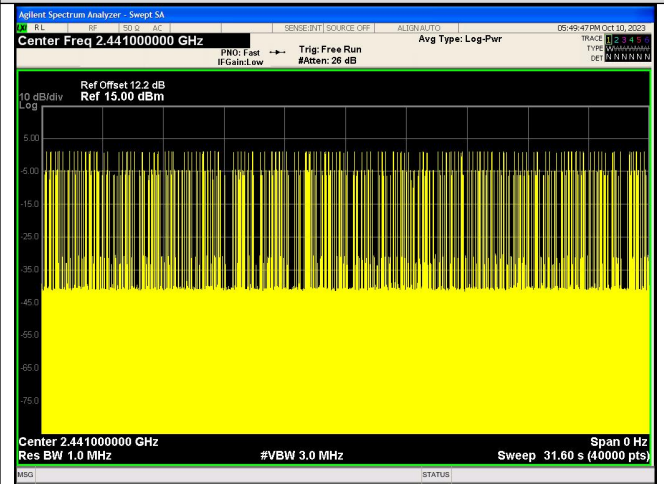 Agilent Spectrum Analyzer - Swept SA
RL RF 50 Ω AC SENSE:INT SOURCE OFF ALIGN AUTO 05:49:47 PM Oct 10, 2023
Center Freq 2.441000000 GHz Avg Type: Log-Pwr TRACE 1 2 3 4 5 6
PNO: Fast Trig: Free Run TYPE W
IFGain:Low #Atten: 26 dB DET N N N N N N
Ref Offset 12.2 dB
10 dB/div Ref 15.00 dBm
Log
5.00
-5.00
-15.0
-25.0
-35.0
-45.0
-55.0
-65.0
-75.0
Center 2.441000000 GHz Span 0 Hz
Res BW 1.0 MHz #VBW 3.0 MHz Sweep 31.60 s (40000 pts)
MSG STATUS